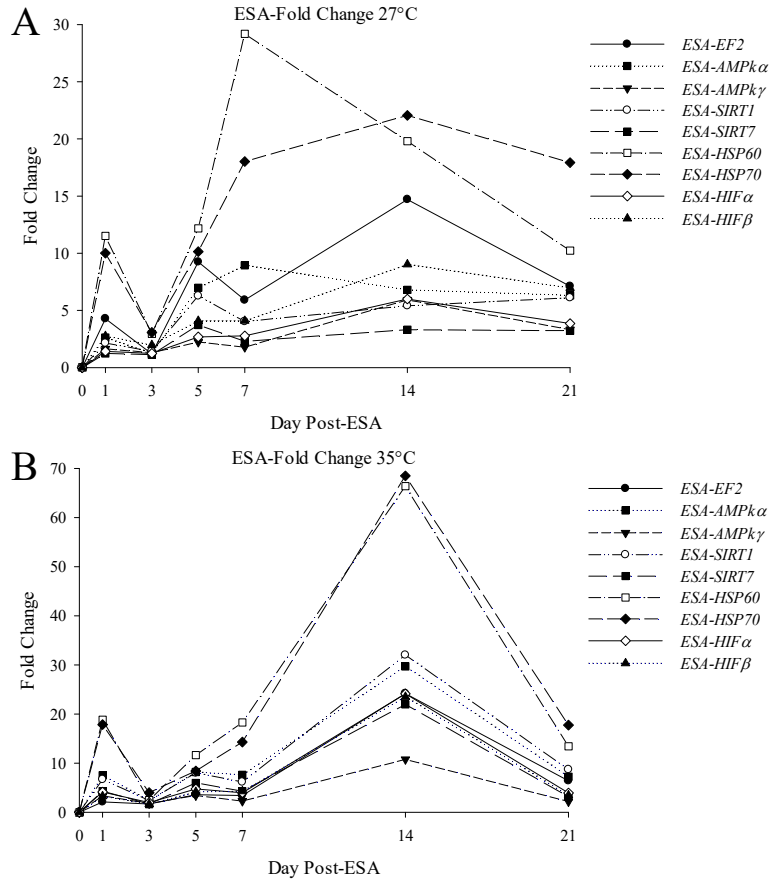 A
ESA-Fold Change 27°C
30
25
20
15
10
5
0
Fold Change
0 1 3 5 7 14 21
Day Post-ESA
ESA-EF2
ESA-AMPkα
ESA-AMPkγ
ESA-SIRT1
ESA-SIRT7
ESA-HSP60
ESA-HSP70
ESA-HIFα
ESA-HIFβ
B
ESA-Fold Change 35°C
70
60
50
40
30
20
10
0
Fold Change
0 1 3 5 7 14 21
Day Post-ESA
ESA-EF2
ESA-AMPkα
ESA-AMPkγ
ESA-SIRT1
ESA-SIRT7
ESA-HSP60
ESA-HSP70
ESA-HIFα
ESA-HIFβ